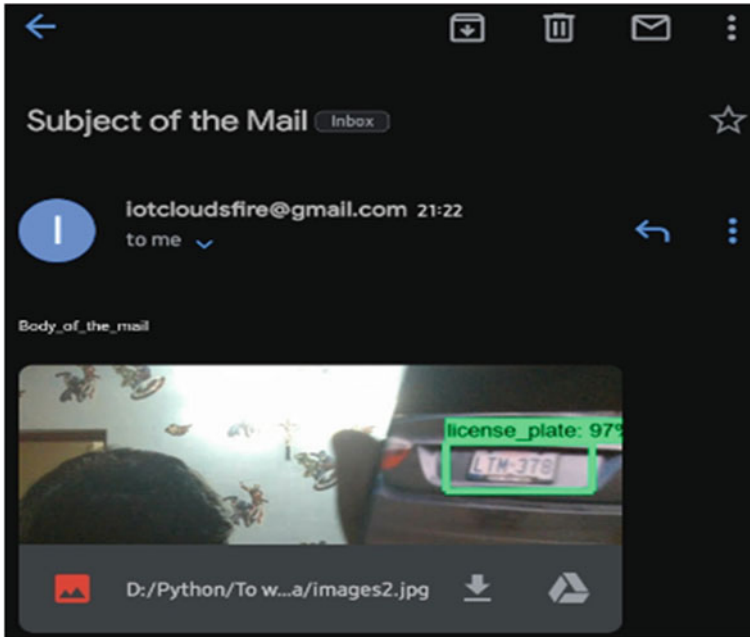 Subject of the Mail Inbox
I
iotcloudsfire@gmail.com 21:22
to me
Body_of_the_mail
license_plate: 97%
LTM-378
D:/Python/To w...a/images2.jpg